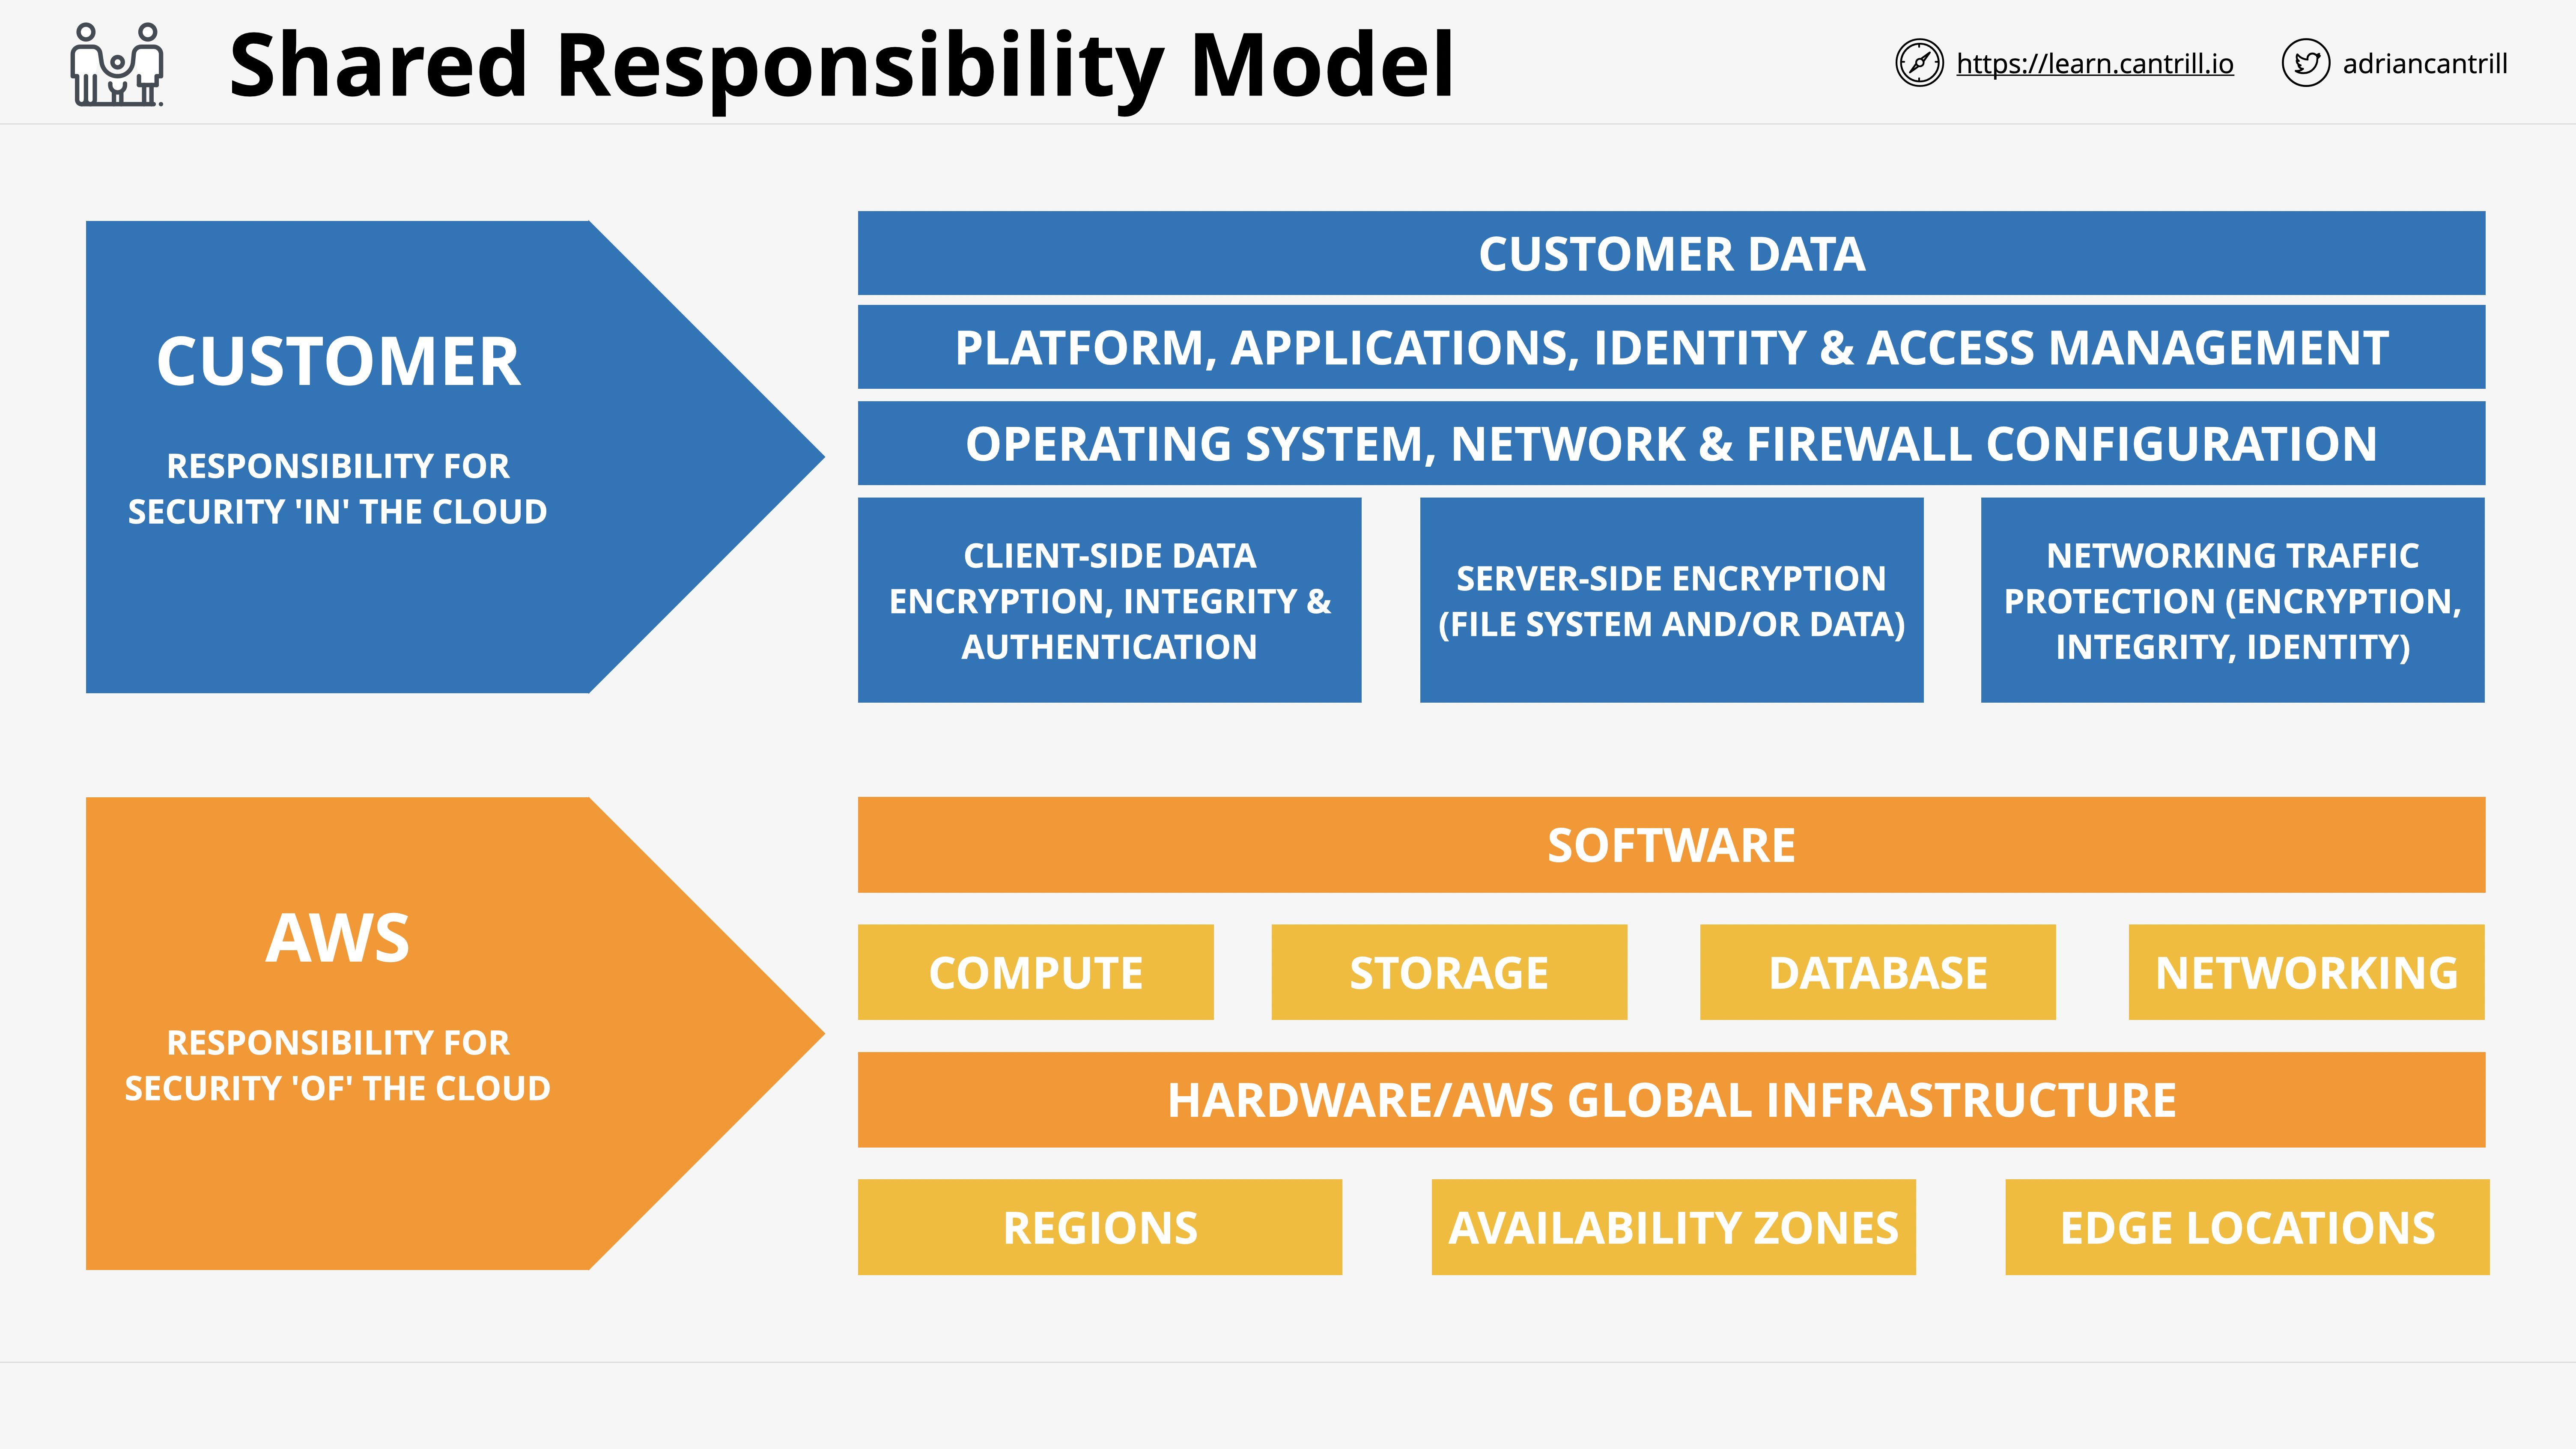 Shared Responsibility Model
https://learn.cantrill.io
adriancantrill
CUSTOMER
RESPONSIBILITY FOR
SECURITY 'IN' THE CLOUD
CUSTOMER DATA
PLATFORM, APPLICATIONS, IDENTITY & ACCESS MANAGEMENT
OPERATING SYSTEM, NETWORK & FIREWALL CONFIGURATION
CLIENT-SIDE DATA
ENCRYPTION, INTEGRITY &
AUTHENTICATION
SERVER-SIDE ENCRYPTION
(FILE SYSTEM AND/OR DATA)
NETWORKING TRAFFIC
PROTECTION (ENCRYPTION,
INTEGRITY, IDENTITY)
AWS
RESPONSIBILITY FOR
SECURITY 'OF' THE CLOUD
SOFTWARE
COMPUTE
STORAGE
DATABASE
NETWORKING
HARDWARE/AWS GLOBAL INFRASTRUCTURE
REGIONS
AVAILABILITY ZONES
EDGE LOCATIONS